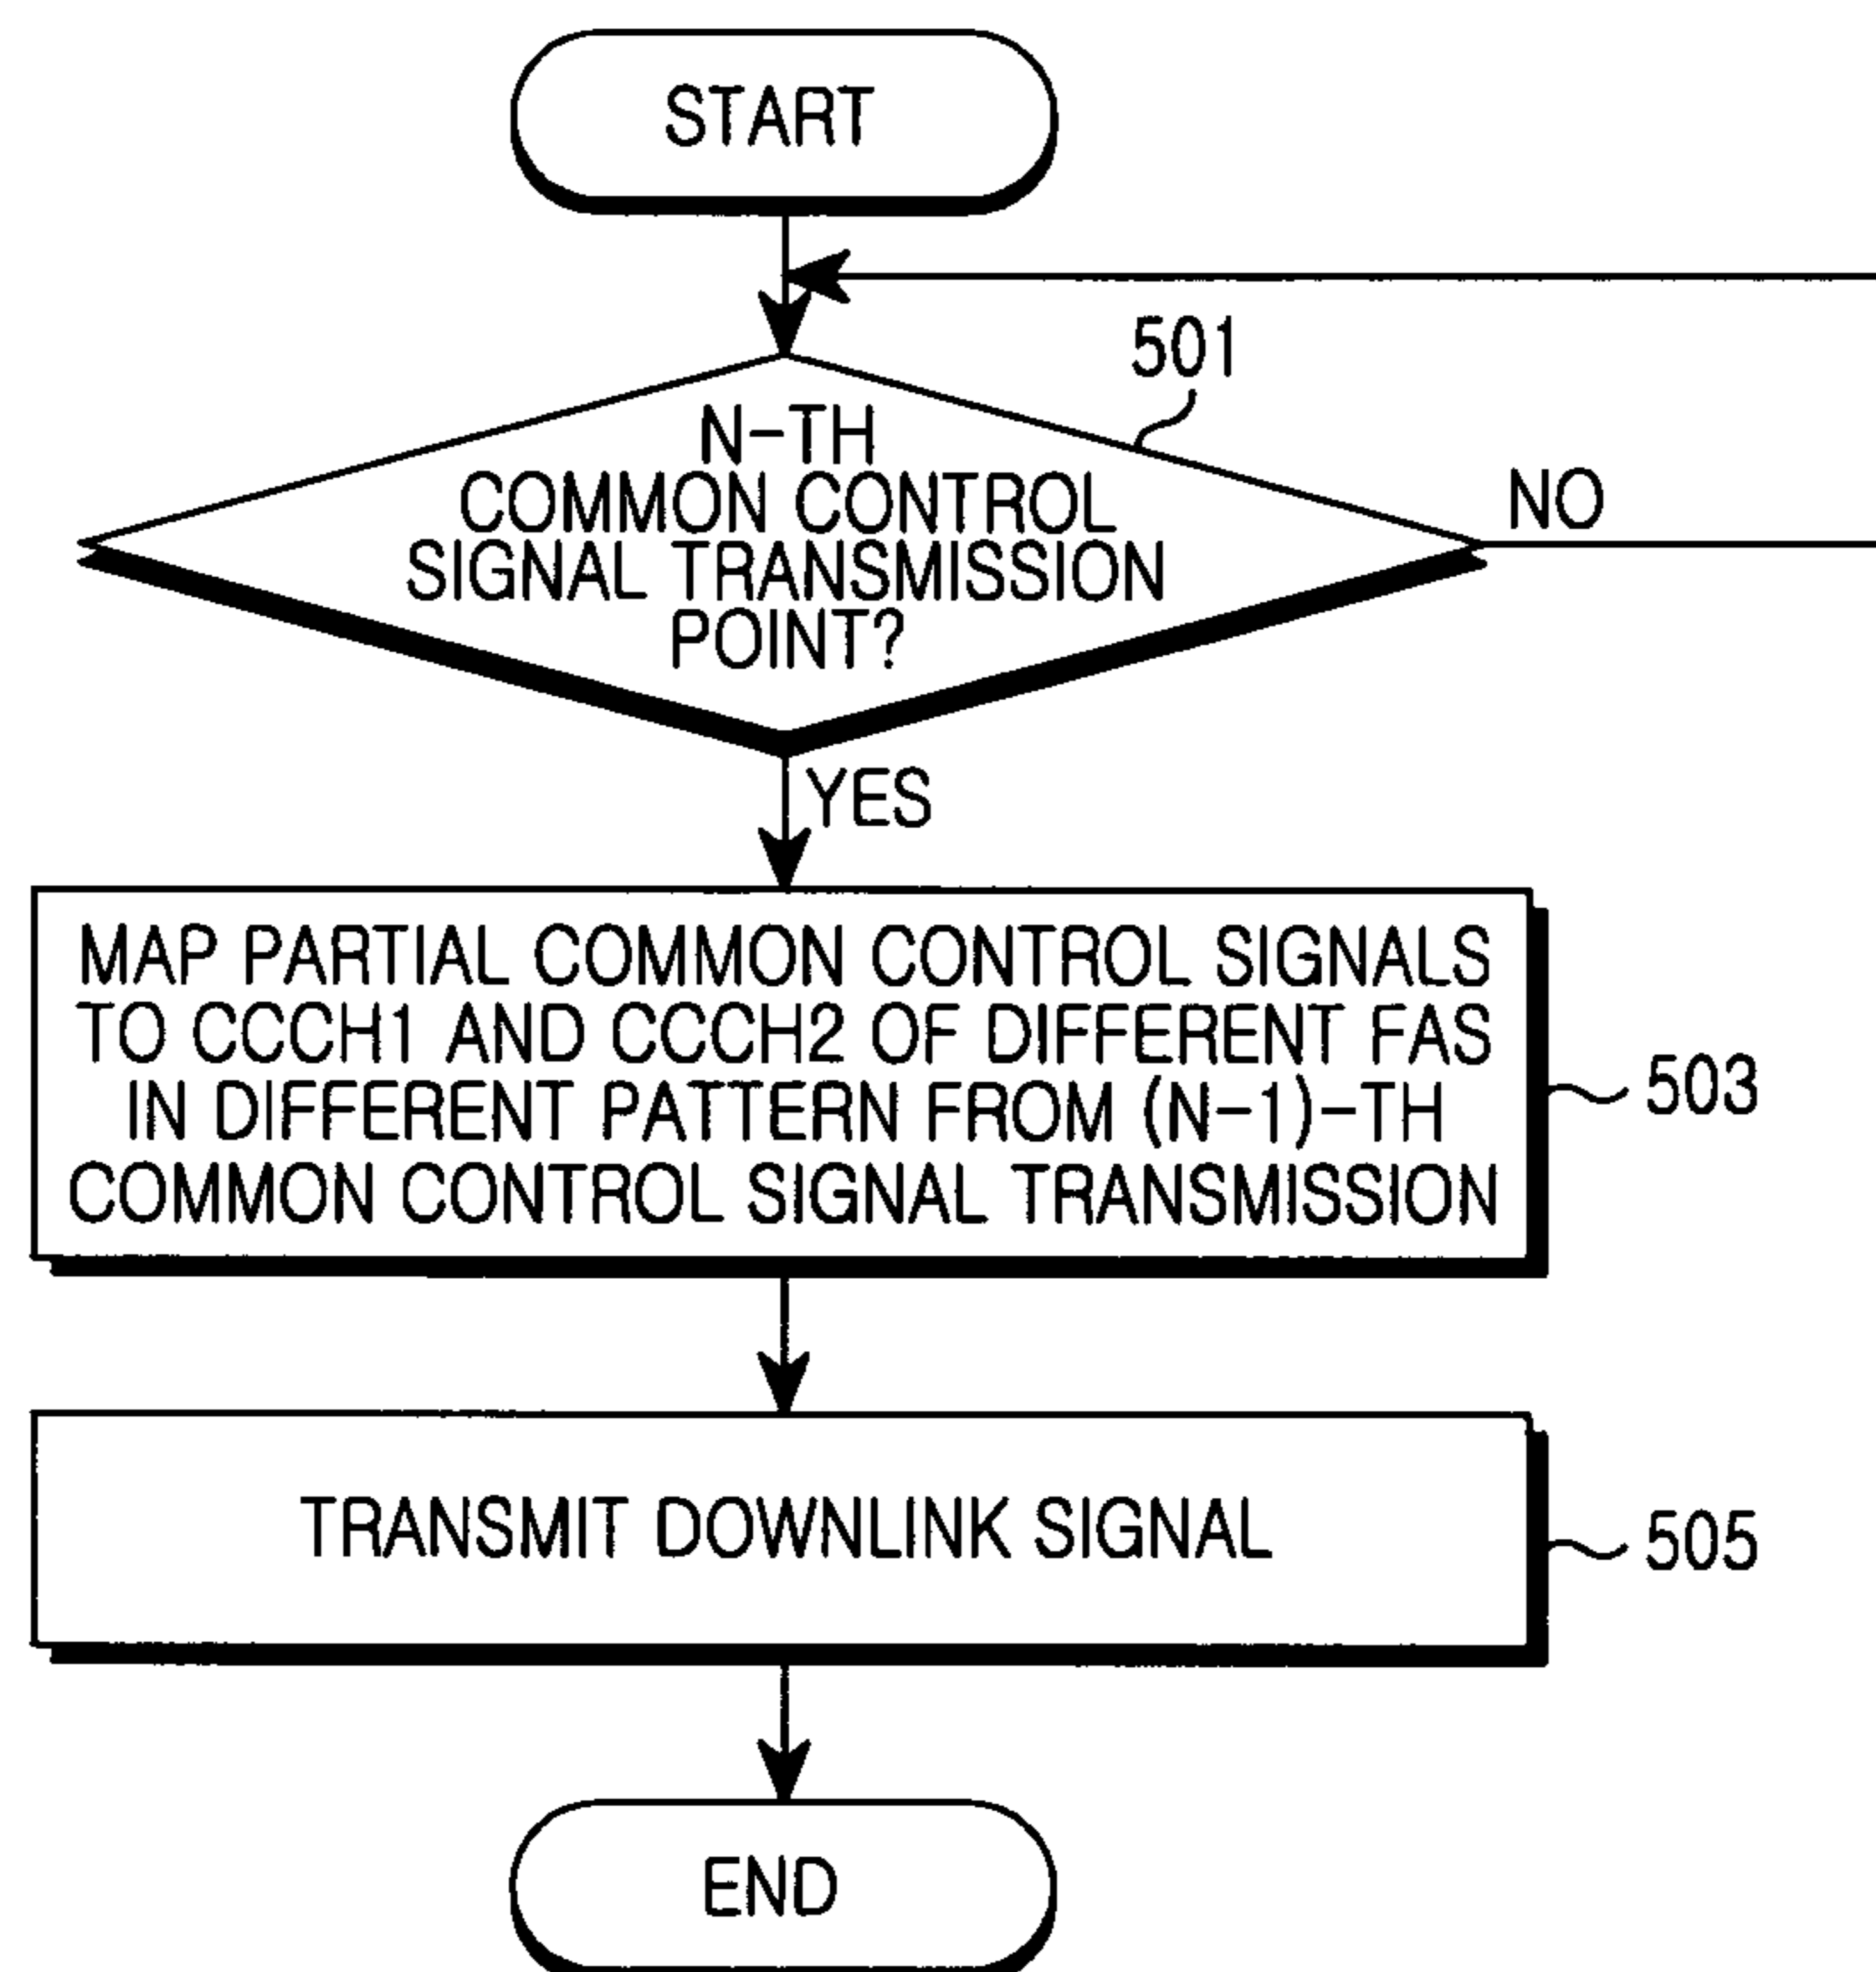 START
501
N-TH
COMMON CONTROL
SIGNAL TRANSMISSION
POINT?
NO
YES
MAP PARTIAL COMMON CONTROL SIGNALS
TO CCCH1 AND CCCH2 OF DIFFERENT FAS
IN DIFFERENT PATTERN FROM (N-1)-TH
COMMON CONTROL SIGNAL TRANSMISSION
503
TRANSMIT DOWNLINK SIGNAL
505
END